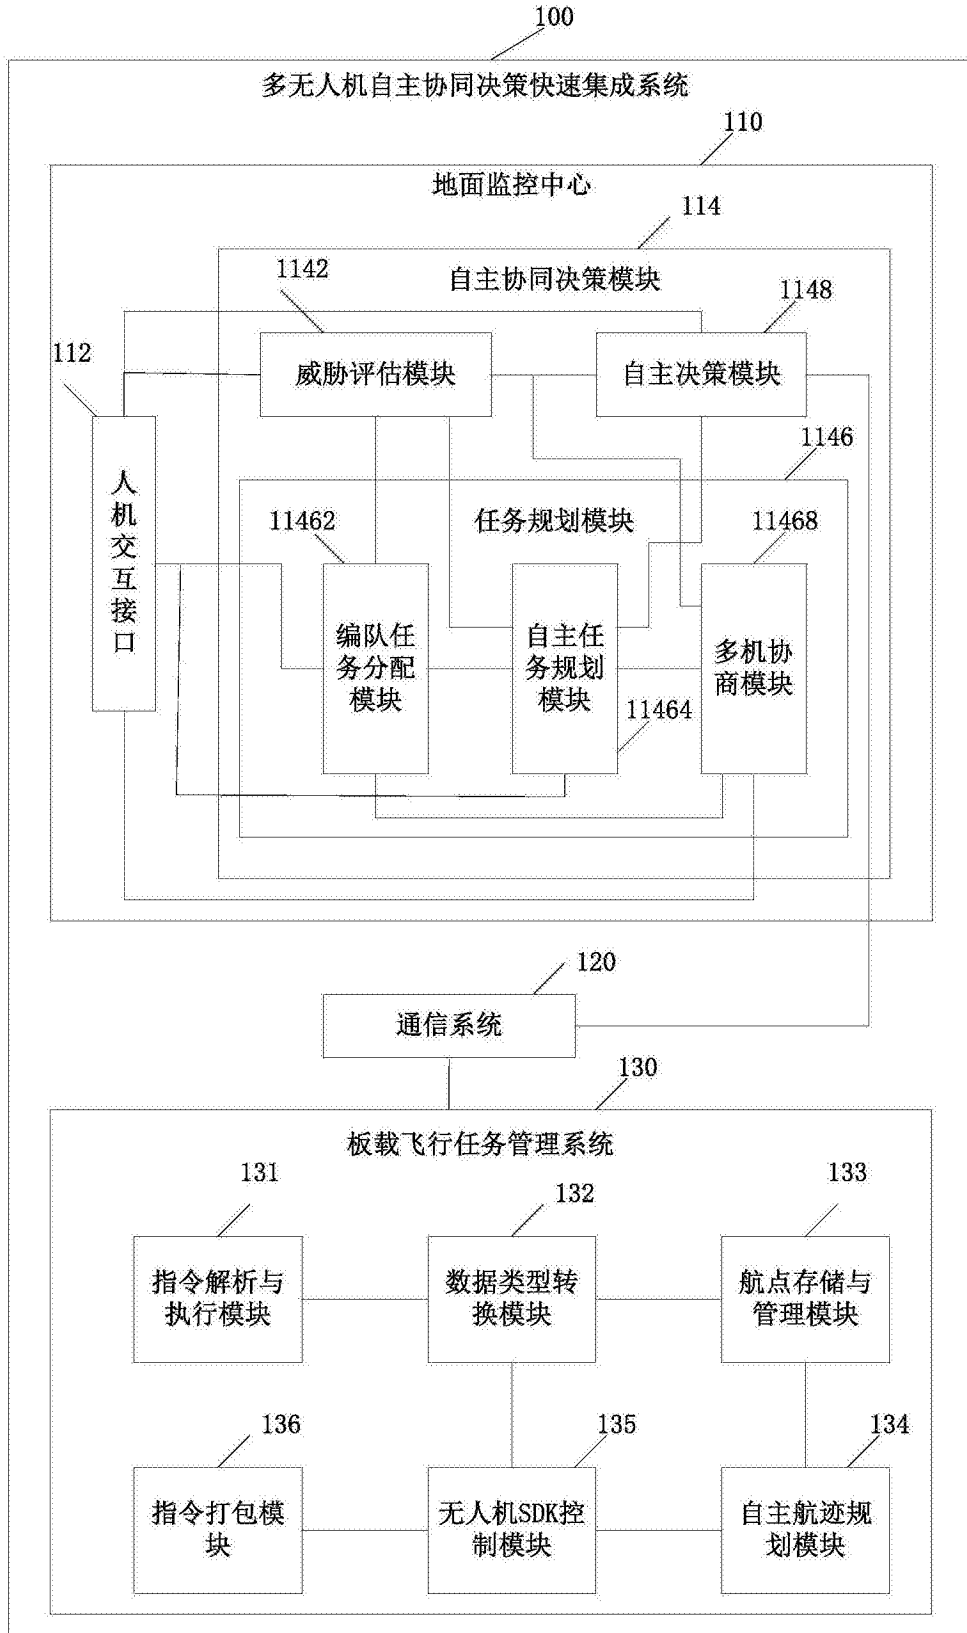 100
多无人机自主协同决策快速集成系统
110
地面监控中心
114
自主协同决策模块
1142
1148
112
威胁评估模块
自主决策模块
1146
人
机
交
互
接
口
11462
任务规划模块
11468
编队任
务分配
模块
自主任
务规划
模块
多机协
商模块
11464
120
通信系统
130
板载飞行任务管理系统
131
132
133
指令解析与
执行模块
数据类型转
换模块
航点存储与
管理模块
136
135
134
指令打包模
块
无人机SDK控
制模块
自主航迹规
划模块